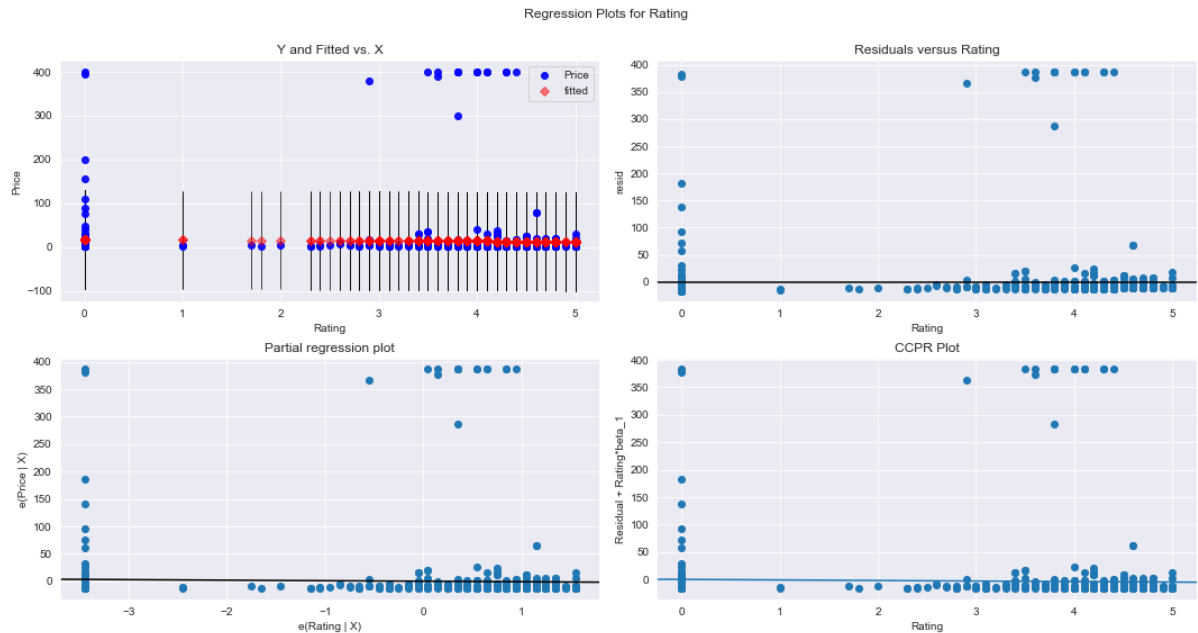 Regression Plots for Rating
Y and Fitted vs. X
400
300
200
100
0
−100
Price
Price
fitted
0 1 2 3 4 5
Rating
Residuals versus Rating
400
350
300
250
200
150
100
50
0
resid
0 1 2 3 4 5
Rating
Partial regression plot
400
350
300
250
200
150
100
50
0
e(Price | X)
−3 −2 −1 0 1
e(Rating | X)
CCPR Plot
400
350
300
250
200
150
100
50
0
Residual + Rating*beta_1
0 1 2 3 4 5
Rating